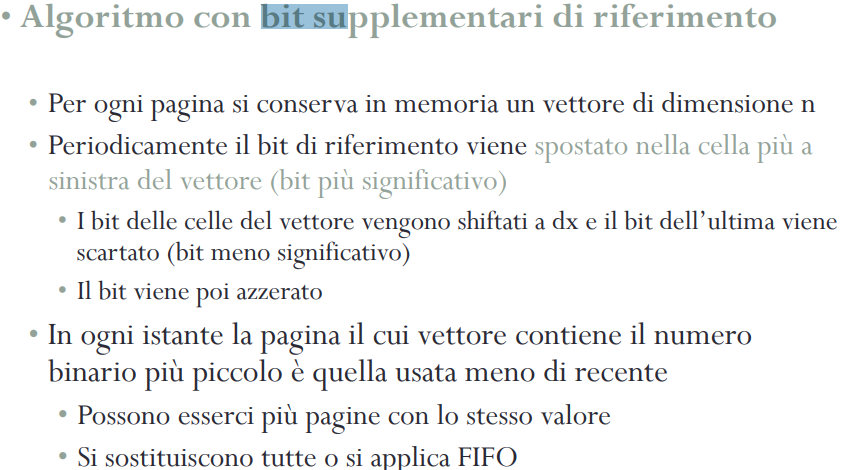 • Algoritmo con bit supplementari di riferimento
• Per ogni pagina si conserva in memoria un vettore di dimensione n
• Periodicamente il bit di riferimento viene spostato nella cella più a
sinistra del vettore (bit più significativo)
• I bit delle celle del vettore vengono shiftati a dx e il bit dell’ultima viene
scartato (bit meno significativo)
• Il bit viene poi azzerato
• In ogni istante la pagina il cui vettore contiene il numero
binario più piccolo è quella usata meno di recente
• Possono esserci più pagine con lo stesso valore
• Si sostituiscono tutte o si applica FIFO